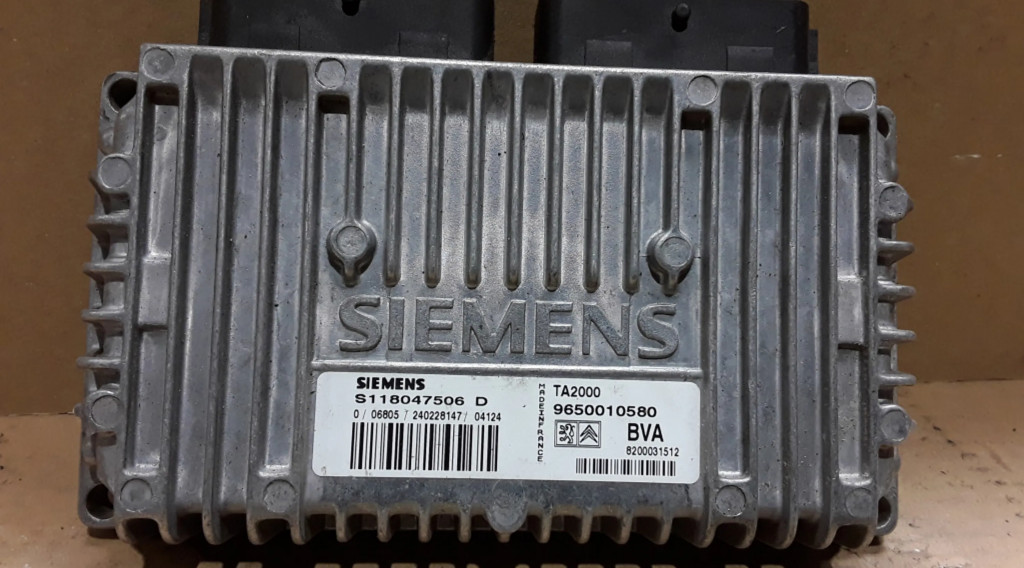 SIEMENS
SIEMENS
S118047506 D
0 / 06805 / 240228147 / 04124
MADE IN FRANCE
TA2000
9650010580
BVA
8200031512